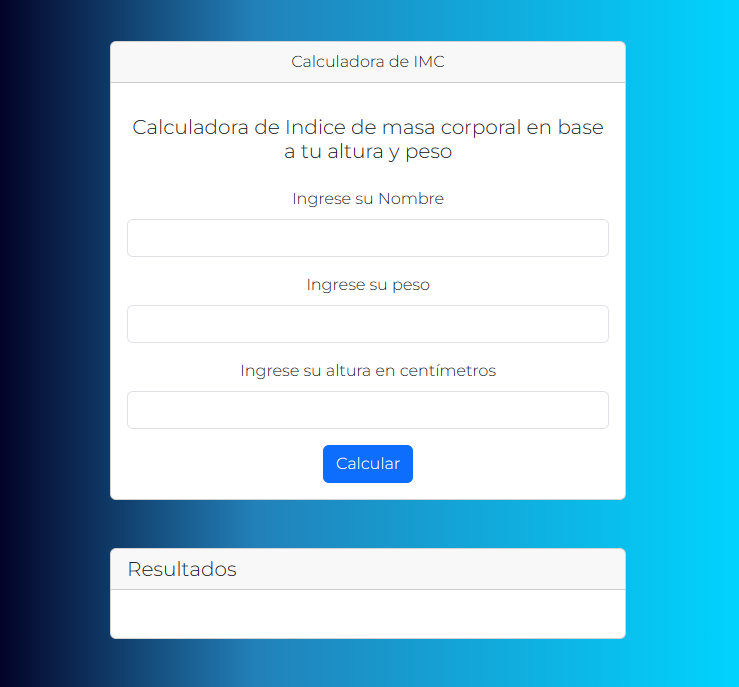 Calculadora de IMC
Calculadora de Indice de masa corporal en base
a tu altura y peso
Ingrese su Nombre
Ingrese su peso
Ingrese su altura en centímetros
Calcular
Resultados